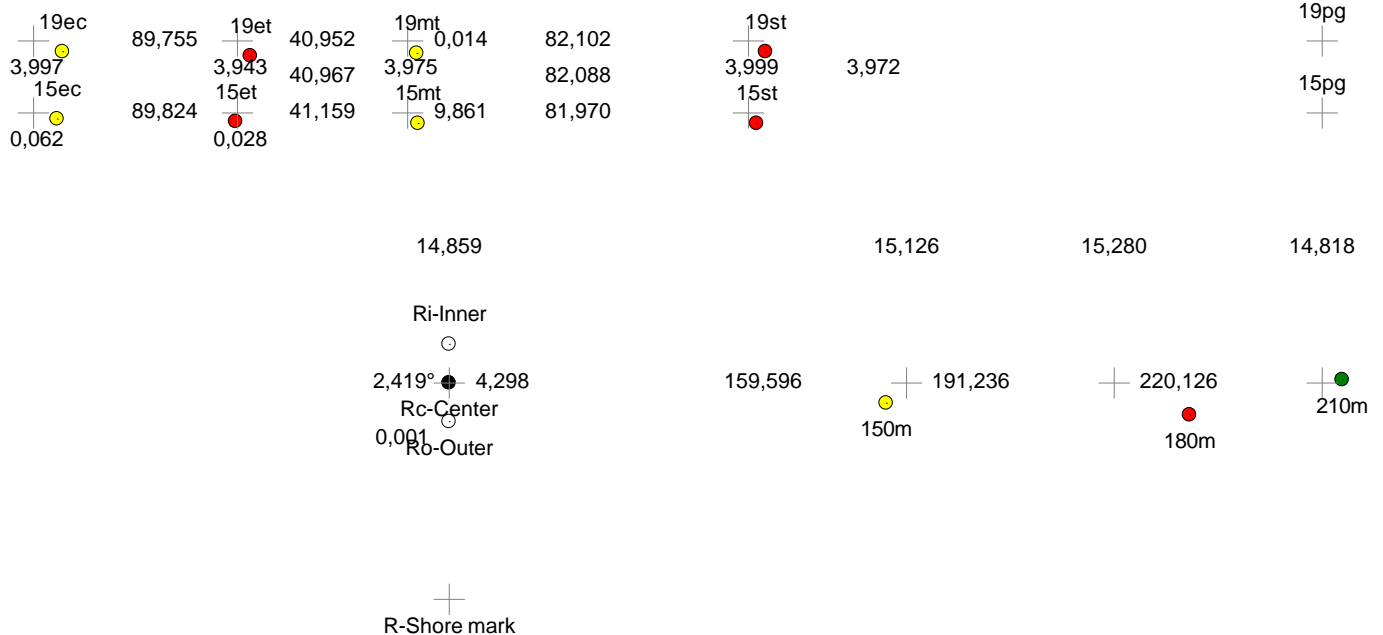 19ec 19et 19mt 19st 19pg
89,755 40,952 0,014 82,102
3,997 3,943 40,967 3,975 82,088 3,999 3,972
15ec 15et 15mt 15st 15pg
89,824 41,159 9,861 81,970
0,062 0,028
14,859 15,126 15,280 14,818
Ri-Inner
2,419° 4,298 159,596 191,236 220,126
Rc-Center 210m
0,001 150m
Ro-Outer 180m
R-Shore mark